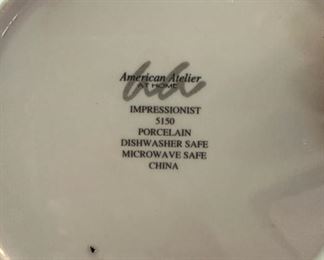 American Atelier
AT HOME
IMPRESSIONIST
5150
PORCELAIN
DISHWASHER SAFE
MICROWAVE SAFE
CHINA